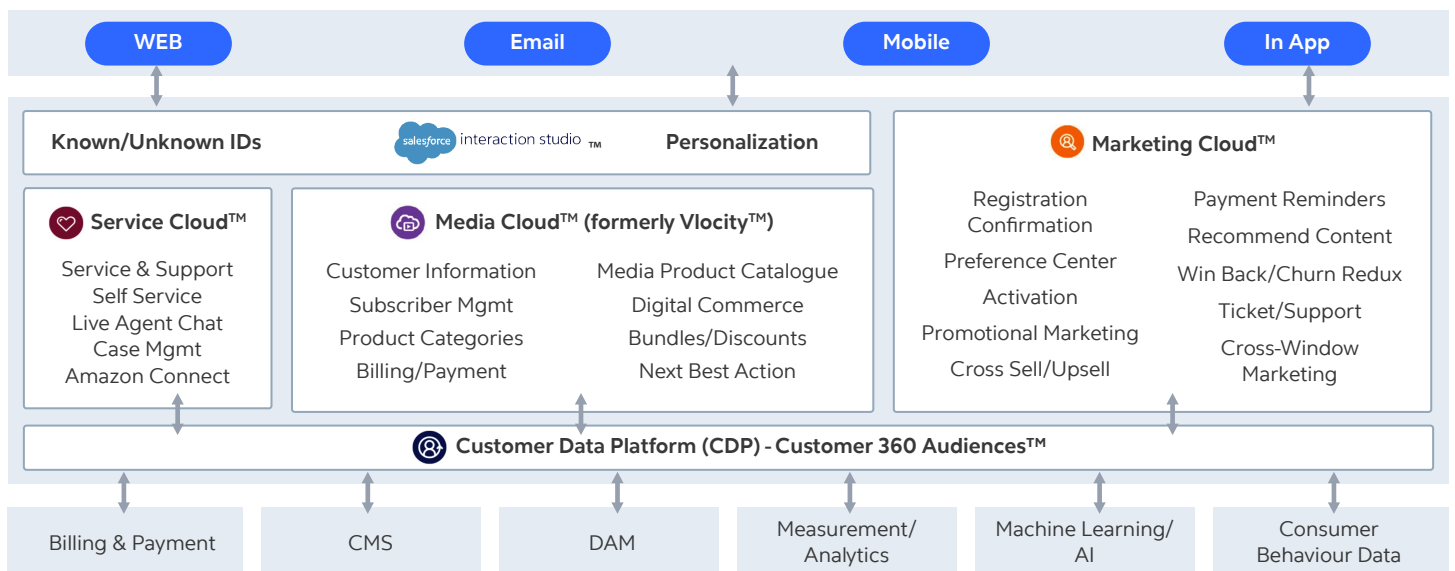 WEB
Email
Mobile
In App
Known/Unknown IDs
salesforce
interaction studio ™
Personalization
Service Cloud™
Service & Support
Self Service
Live Agent Chat
Case Mgmt
Amazon Connect
Media Cloud™ (formerly Vlocity™)
Customer Information
Subscriber Mgmt
Product Categories
Billing/Payment
Media Product Catalogue
Digital Commerce
Bundles/Discounts
Next Best Action
Marketing Cloud™
Registration
Confirmation
Preference Center
Activation
Promotional Marketing
Cross Sell/Upsell
Payment Reminders
Recommend Content
Win Back/Churn Redux
Ticket/Support
Cross-Window
Marketing
Customer Data Platform (CDP) - Customer 360 Audiences™
Billing & Payment
CMS
DAM
Measurement/
Analytics
Machine Learning/
AI
Consumer
Behaviour Data